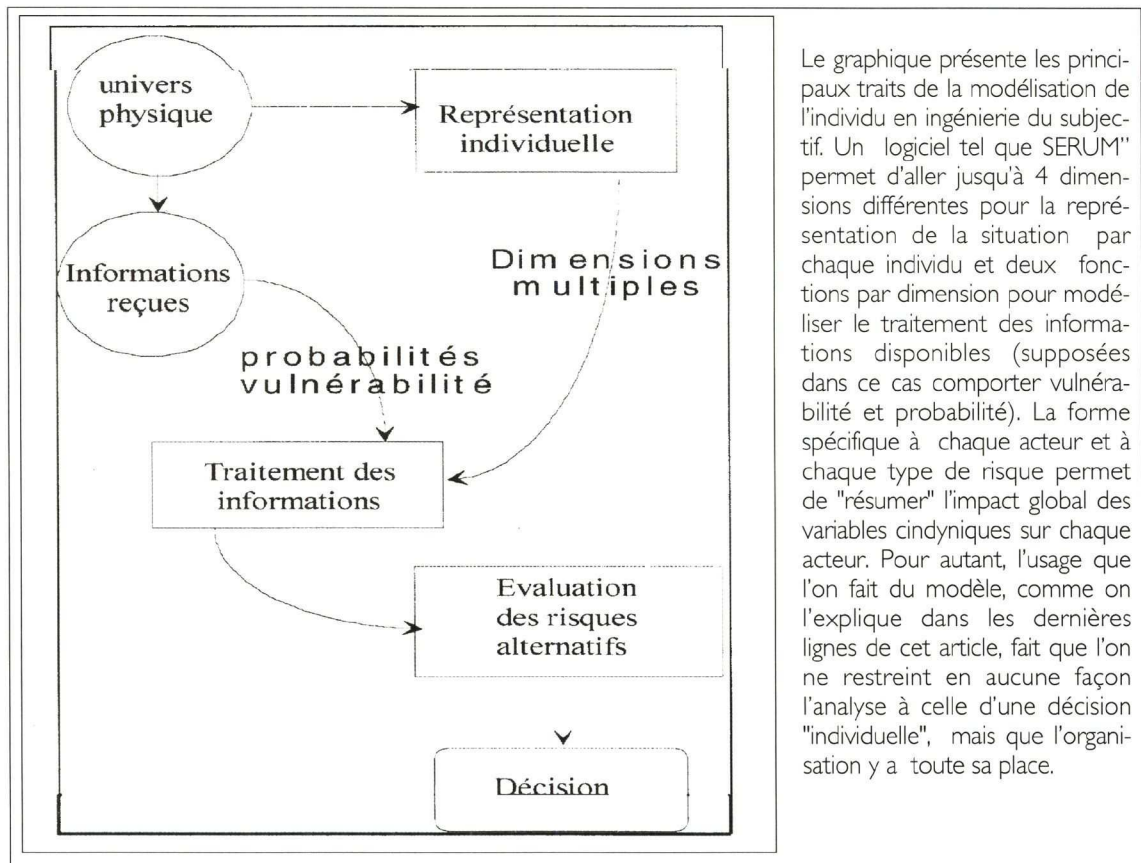 univers
physique
Représentation
individuelle
Informations
reçues
Dimensions
multiples
probabilités
vulnérabilité
Traitement des
informations
Evaluation
des risques
alternatifs
Décision
Le graphique présente les princi-
paux traits de la modélisation de
l'individu en ingénierie du subjec-
tif. Un logiciel tel que SERUM"
permet d'aller jusqu'à 4 dimen-
sions différentes pour la repré-
sentation de la situation par
chaque individu et deux fonc-
tions par dimension pour modé-
liser le traitement des informa-
tions disponibles (supposées
dans ce cas comporter vulnéra-
bilité et probabilité). La forme
spécifique à chaque acteur et à
chaque type de risque permet
de "résumer" l'impact global des
variables cindyniques sur chaque
acteur. Pour autant, l'usage que
l'on fait du modèle, comme on
l'explique dans les dernières
lignes de cet article, fait que l'on
ne restreint en aucune façon
l'analyse à celle d'une décision
"individuelle", mais que l'organi-
sation y a toute sa place.